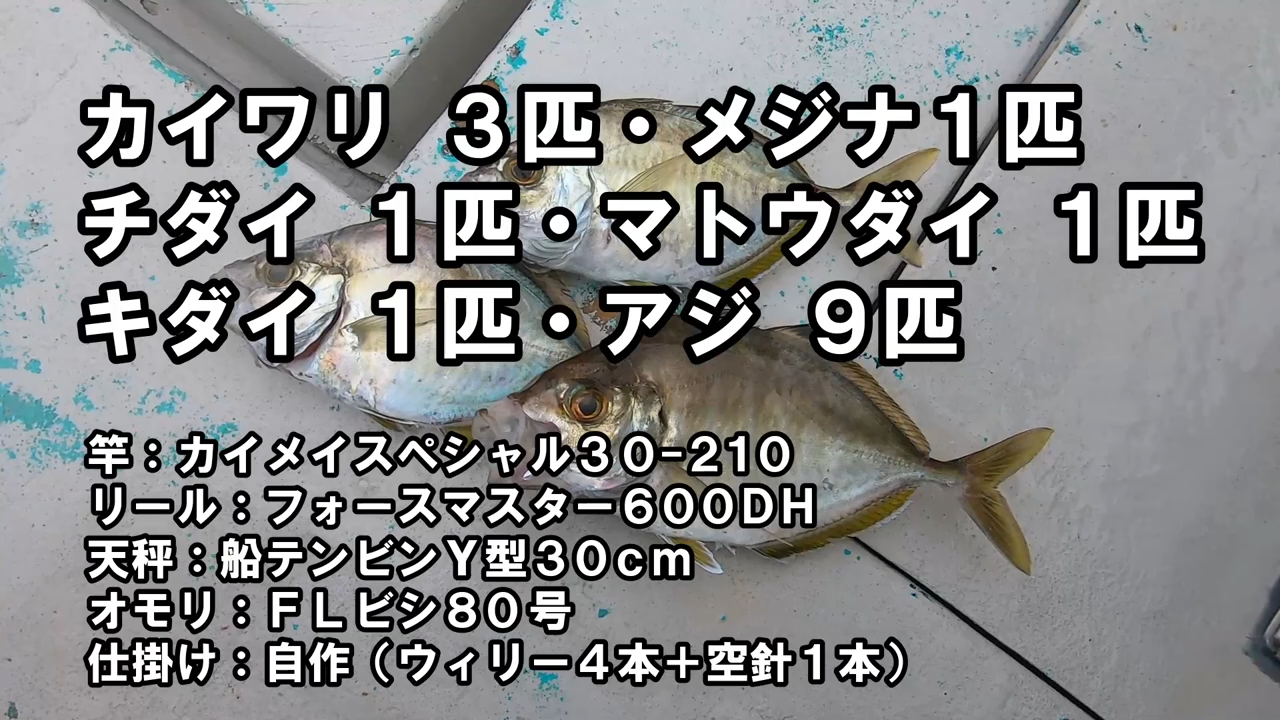 カイワリ　３匹・メジナ１匹
チダイ　１匹・マトウダイ　１匹
キダイ　１匹・アジ　９匹
竿：カイメイスペシャル３０-２１０
リール：フォースマスター６００ＤＨ
天秤：船テンビンＹ型３０ｃｍ
オモリ：ＦＬビシ８０号
仕掛け：自作（ウィリー４本＋空針１本）